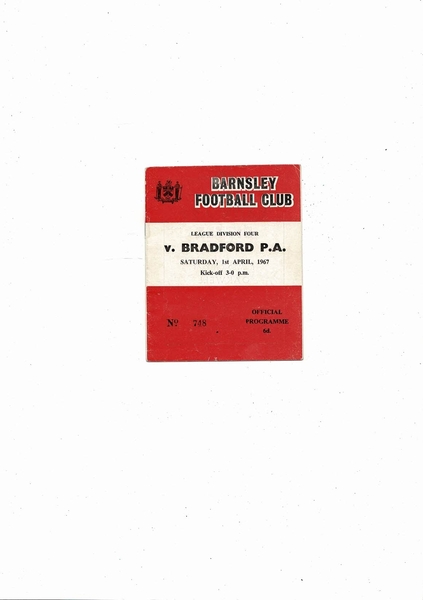 BARNSLEY
FOOTBALL CLUB
LEAGUE DIVISION FOUR
v. BRADFORD P.A.
SATURDAY, 1st APRIL, 1967
Kick-off 3-0 p.m.
OFFICIAL
Nº 748 PROGRAMME
6d.